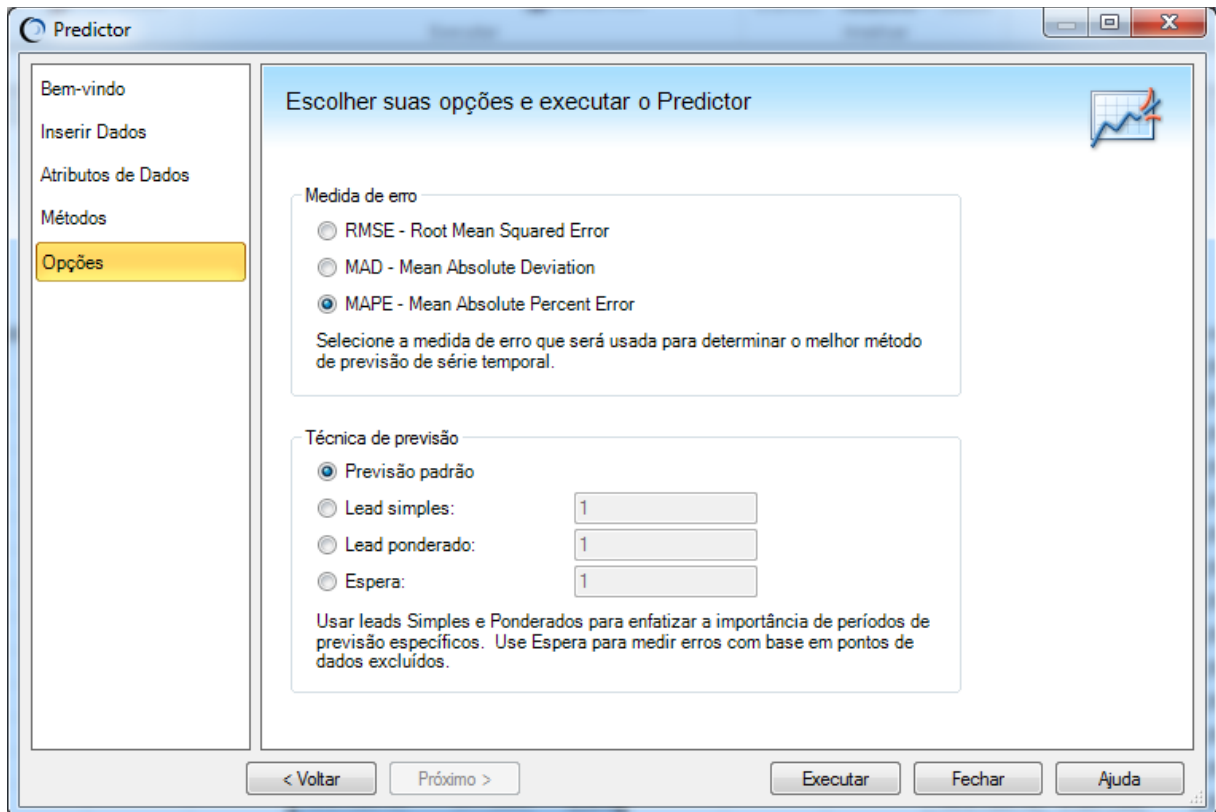 Predictor
Bem-vindo
Inserir Dados
Atributos de Dados
Métodos
Opções
Escolher suas opções e executar o Predictor
Medida de erro
RMSE - Root Mean Squared Error
MAD - Mean Absolute Deviation
MAPE - Mean Absolute Percent Error
Selecione a medida de erro que será usada para determinar o melhor método
de previsão de série temporal.
Técnica de previsão
Previsão padrão
Lead simples: 1
Lead ponderado: 1
Espera: 1
Usar leads Simples e Ponderados para enfatizar a importância de períodos de
previsão específicos. Use Espera para medir erros com base em pontos de
dados excluídos.
< Voltar Próximo > Executar Fechar Ajuda